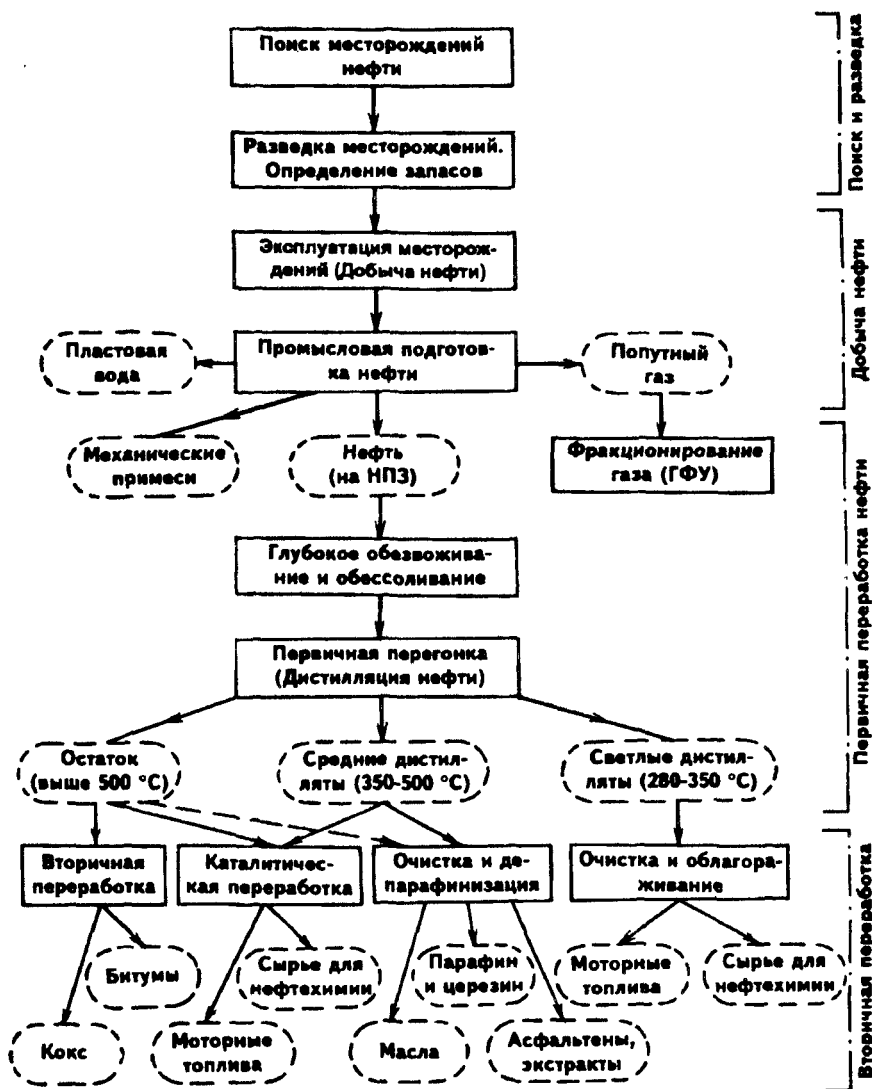 Поиск месторождений
нефти
Разведка месторождений.
Определение запасов
Поиск и разведка
Эксплуатация месторож-
дений (Добыча нефти)
Пластовая
вода
Промысловая подготов-
ка нефти
Попутный
газ
Добыча нефти
Механические
примеси
Нефть
(на НПЗ)
Фракционирование
газа (ГФУ)
Глубокое обезвожива-
ние и обессоливание
Первичная перегонка
(Дистилляция нефти)
Остаток
(выше 500 °С)
Средние дистил-
ляты (350-500 °С)
Светлые дистил-
ляты (280-350 °С)
Первичная переработка нефти
Вторичная
переработка
Каталитичес-
кая переработка
Очистка и де-
парафинизация
Очистка и облагора-
живание
Битумы
Сырье для
нефтехимии
Парафин
и церезин
Моторные
топлива
Сырье для
нефтехимии
Кокс
Моторные
топлива
Масла
Асфальтены,
экстракты
Вторичная переработка